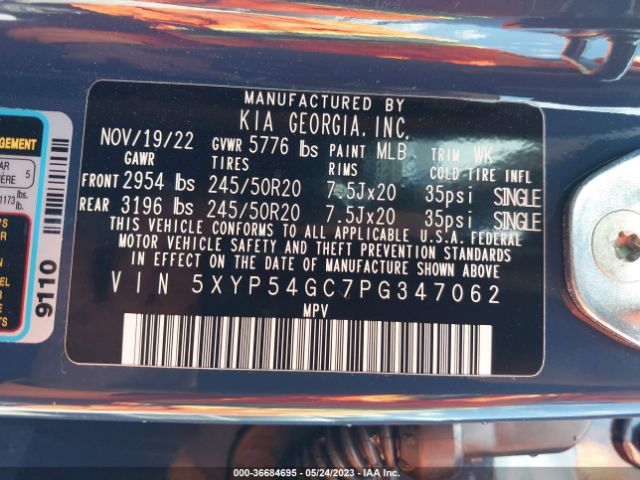 MANUFACTURED BY
KIA GEORGIA, INC.
NOV/19/22 GVWR 5776 lbs PAINT MLB TRIM WK
GAWR TIRES RIMS COLD TIRE INFL
FRONT 2954 lbs 245/50R20 7.5Jx20 35psi SINGLE
REAR 3196 lbs 245/50R20 7.5Jx20 35psi SINGLE
THIS VEHICLE CONFORMS TO ALL APPLICABLE U.S.A. FEDERAL
MOTOR VEHICLE SAFETY AND THEFT PREVENTION STANDARDS
IN EFFECT ON THE DATE OF MANUFACTURE SHOWN ABOVE
VIN 5XYP54GC7PG347062
MPV
5
1173
lbs.
9110
000-36684695 - 05/24/2023 - IAA Inc.